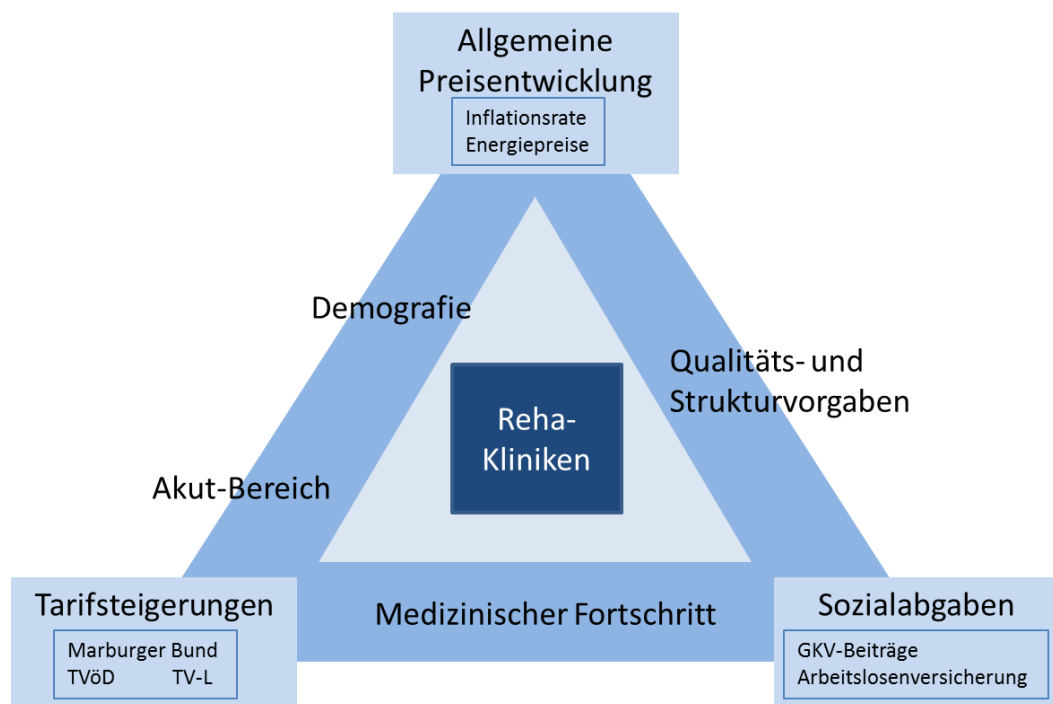 Allgemeine
Preisentwicklung
Inflationsrate
Energiepreise
Demografie
Qualitäts- und
Strukturvorgaben
Reha-
Kliniken
Akut-Bereich
Tarifsteigerungen
Marburger Bund
TVöD TV-L
Medizinischer Fortschritt
Sozialabgaben
GKV-Beiträge
Arbeitslosenversicherung